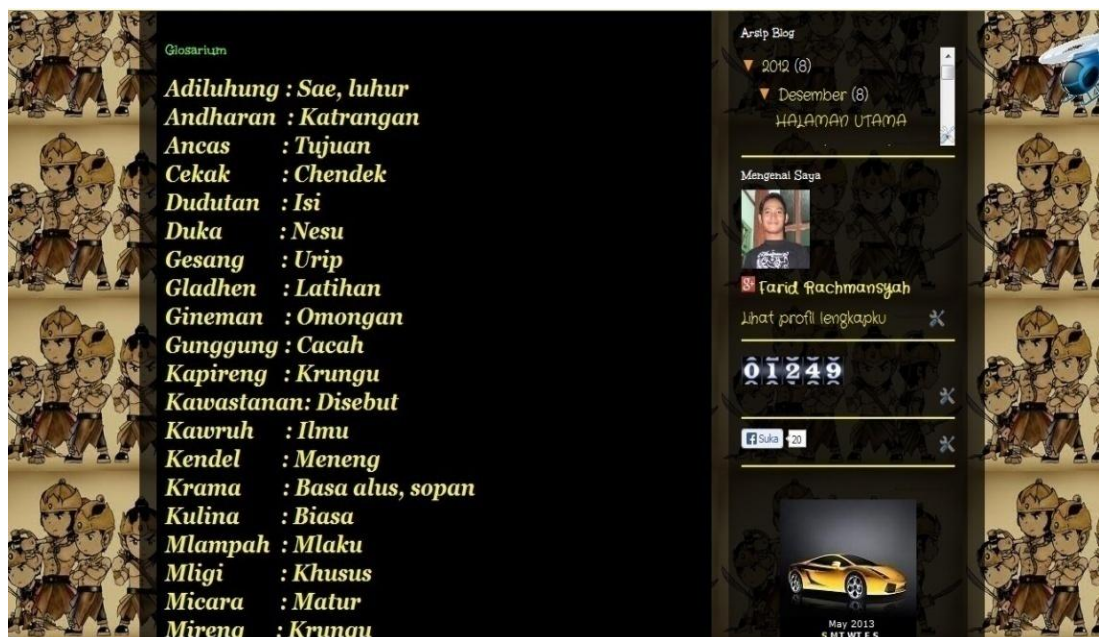 Glosarium
Adiluhung : Sae, luhur
Andharan : Katrangan
Ancas : Tujuan
Cekak : Chendek
Dudutan : Isi
Duka : Nesu
Gesang : Urip
Gladhen : Latihan
Gineman : Omongan
Gunggung : Cacah
Kapireng : Krungu
Kawastanan: Disebut
Kawruh : Ilmu
Kendel : Meneng
Krama : Basa alus, sopan
Kulina : Biasa
Mlampah : Mlaku
Mligi : Khusus
Micara : Matur
Mireng : Krungu
Arsip Blog
▼ 2012 (8)
▼ Desember (8)
HALAMAN UTAMA
Mengenai Saya
Farid Rachmansyah
Lihat profil lengkapku
01249
Suka 20
May 2013
S M T W T F S